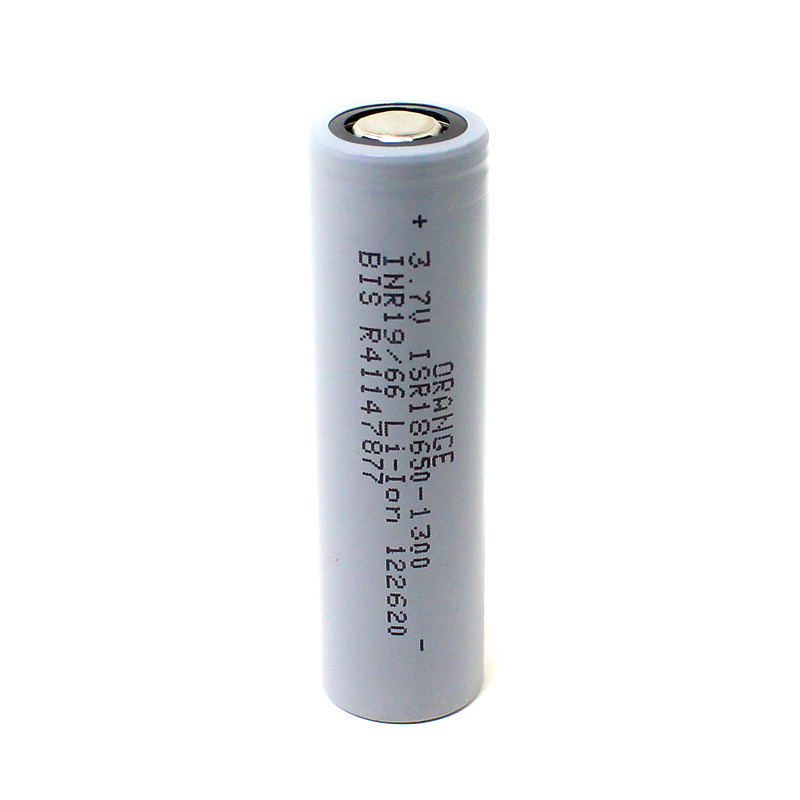 ORANGE
+ 3.7V ISR18650-1300 -
INR19/66 Li-Ion 122620
BIS R41147877